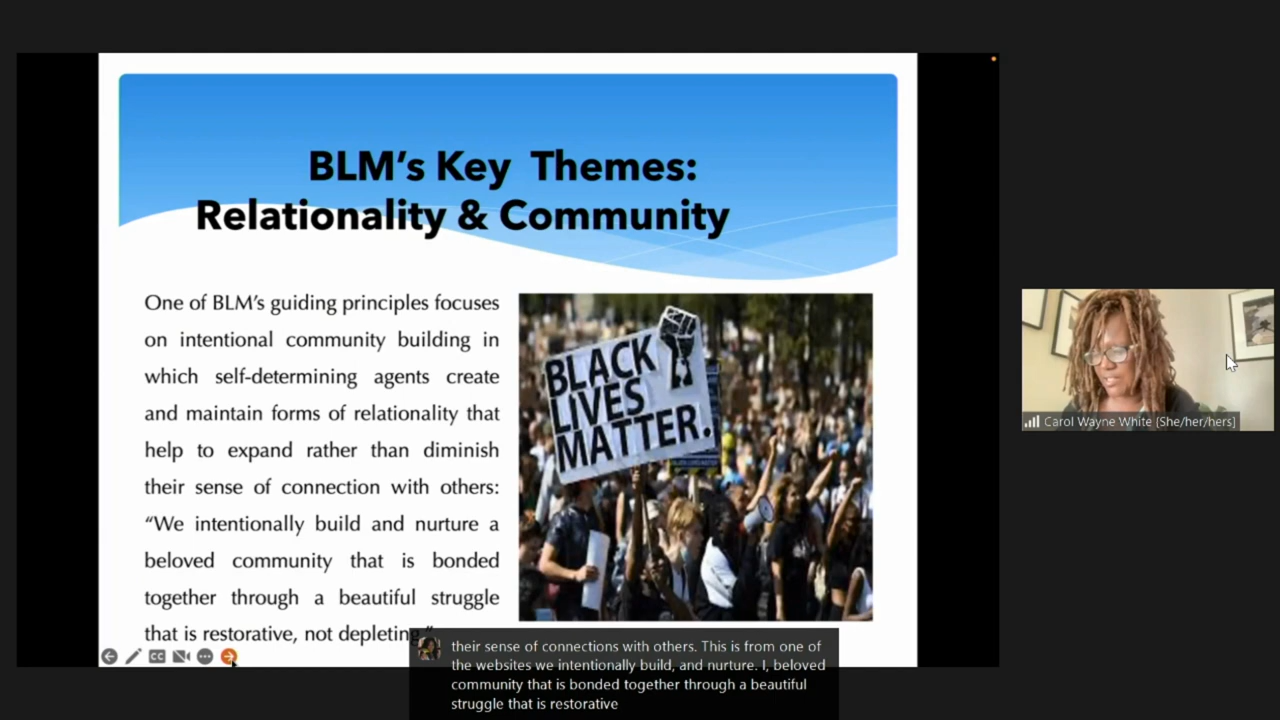 BLM’s Key Themes:
Relationality & Community
One of BLM’s guiding principles focuses
on intentional community building in
which self-determining agents create
and maintain forms of relationality that
help to expand rather than diminish
their sense of connection with others:
“We intentionally build and nurture a
beloved community that is bonded
together through a beautiful struggle
that is restorative, not depleting.”
BLACK
LIVES
MATTER.
CC
Carol Wayne White (She/her/hers)
their sense of connections with others. This is from one of
the websites we intentionally build, and nurture. I, beloved
community that is bonded together through a beautiful
struggle that is restorative